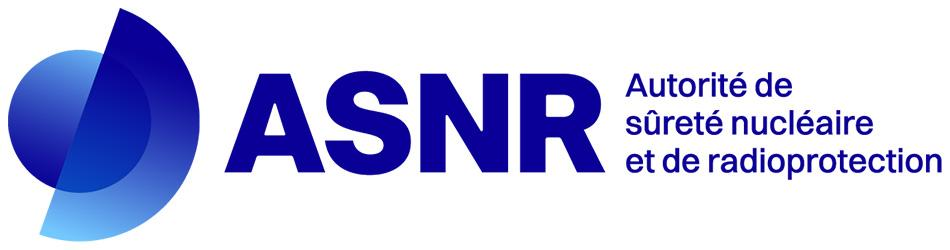 ASNR
Autorité de
sûreté nucléaire
et de radioprotection